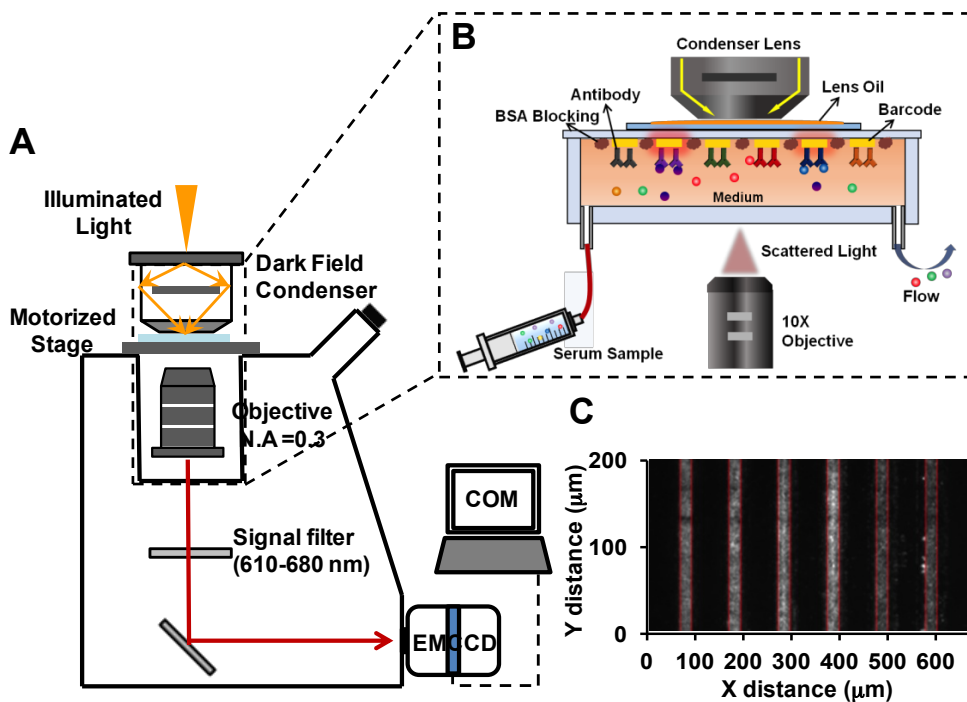 A
Illuminated
Light
Dark Field
Condenser
Motorized
Stage
Objective
N.A =0.3
Signal filter
(610-680 nm)
COM
EMCCD
B
Condenser Lens
Antibody
Lens Oil
BSA Blocking
Barcode
Medium
Scattered Light
Flow
10X
Objective
Serum Sample
C
200
100
0
Y distance (μm)
0 100 200 300 400 500 600
X distance (μm)